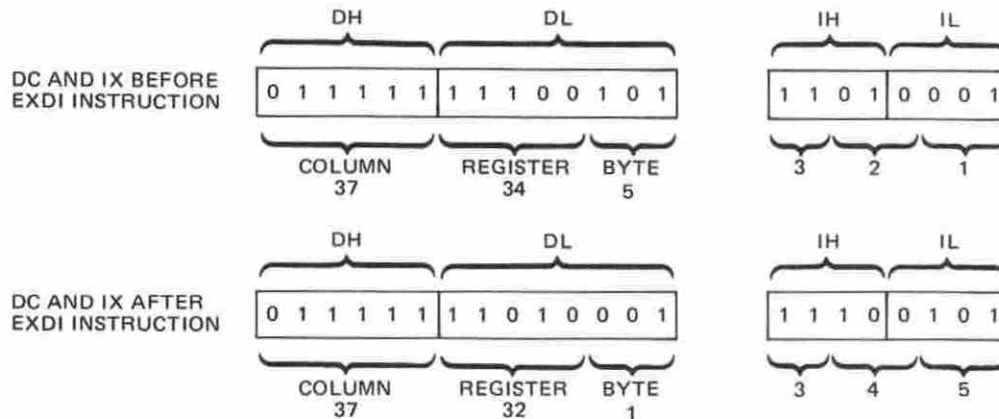 DH DL IH IL
DC AND IX BEFORE
EXDI INSTRUCTION
0 1 1 1 1 1 1 1 1 0 0 1 0 1 1 1 0 1 0 0 0 1
COLUMN REGISTER BYTE 3 2 1
37 34 5
DH DL IH IL
DC AND IX AFTER
EXDI INSTRUCTION
0 1 1 1 1 1 1 1 0 1 0 0 0 1 1 1 1 0 0 1 0 1
COLUMN REGISTER BYTE 3 4 5
37 32 1